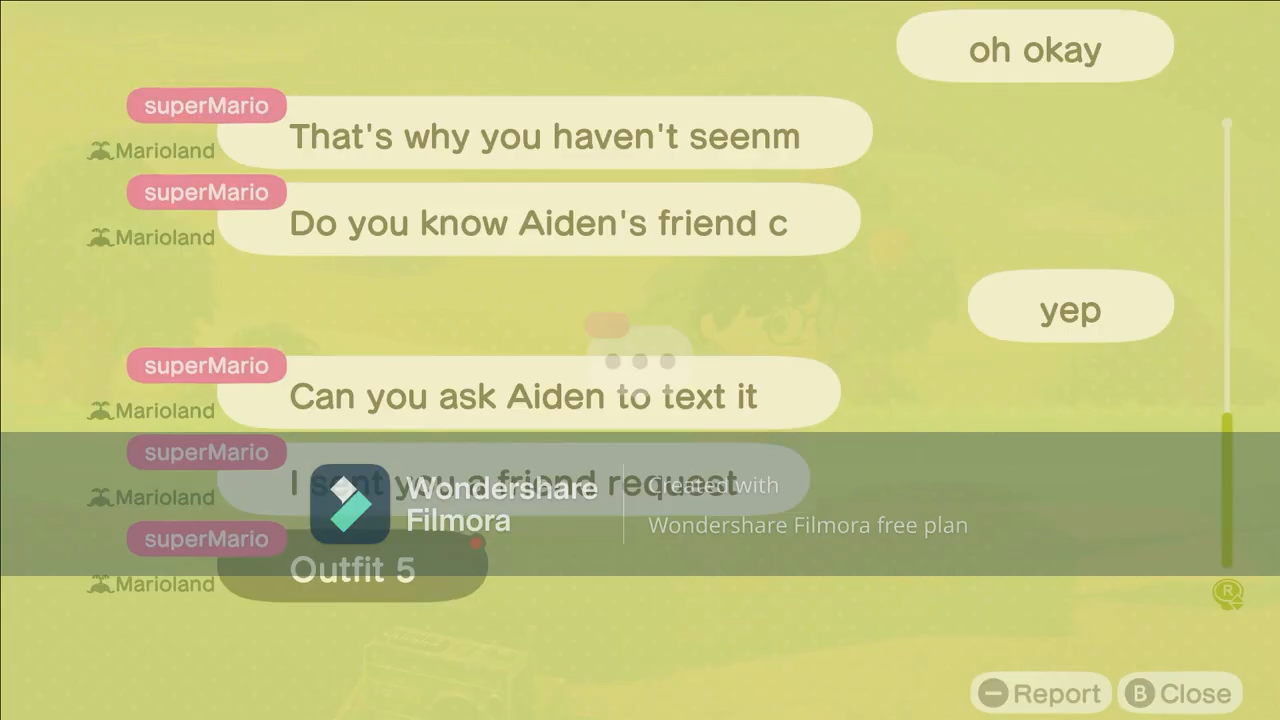 oh okay
superMario
That's why you haven't seenm
Marioland
superMario
Do you know Aiden's friend c
Marioland
yep
superMario
Can you ask Aiden to text it
Marioland
superMario
I sent you a friend request
Marioland
Wondershare
Filmora
Created with
Wondershare Filmora free plan
superMario
Outfit 5
Marioland
R
Report
B Close